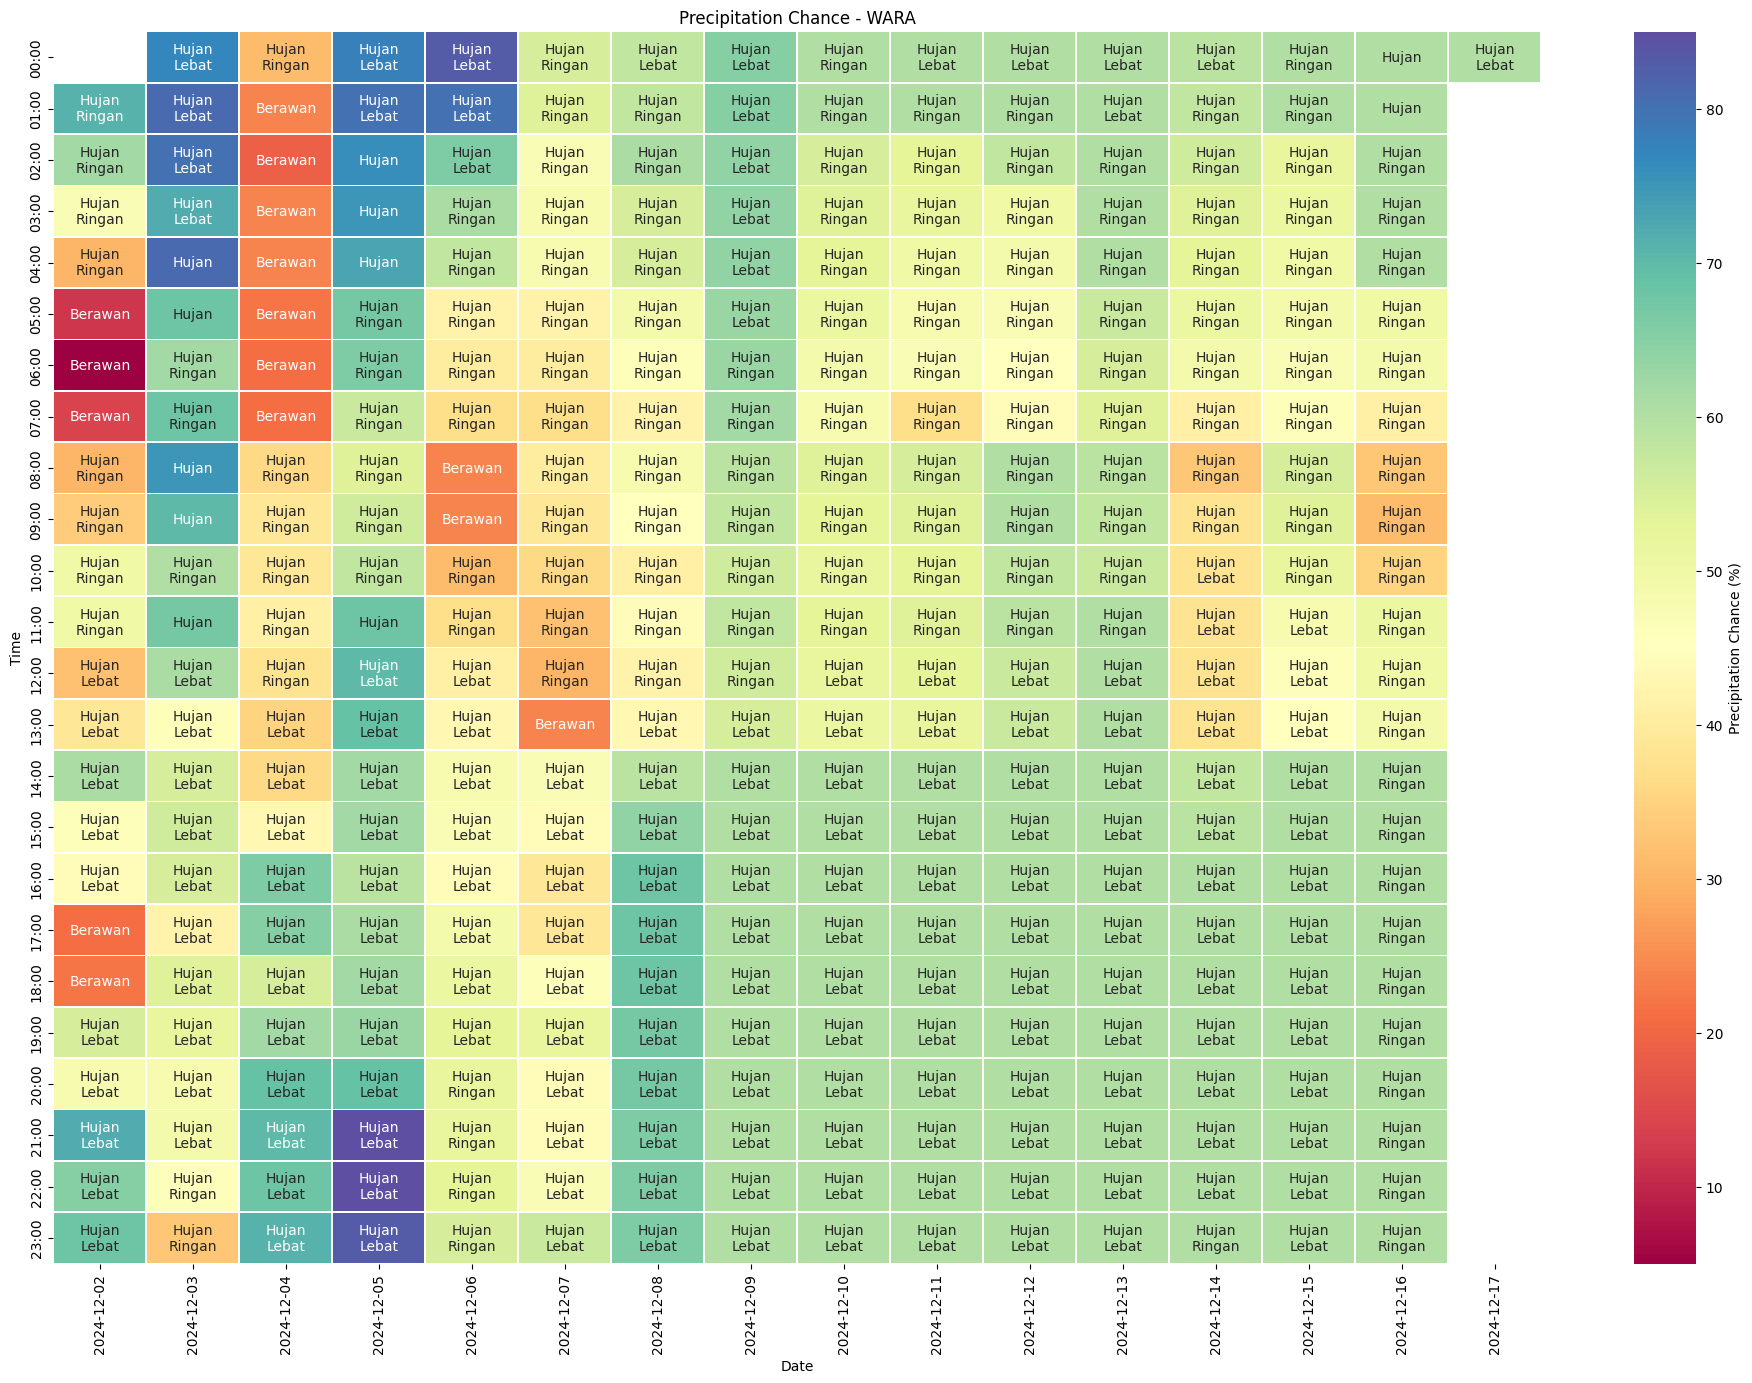 Precipitation Chance - WARA
00:00 Hujan Lebat Hujan Ringan Hujan Lebat Hujan Lebat Hujan Ringan Hujan Lebat Hujan Lebat Hujan Ringan Hujan Lebat Hujan Lebat Hujan Lebat Hujan Lebat Hujan Ringan Hujan Hujan Lebat
01:00 Hujan Ringan Hujan Lebat Berawan Hujan Lebat Hujan Lebat Hujan Ringan Hujan Ringan Hujan Lebat Hujan Ringan Hujan Ringan Hujan Ringan Hujan Lebat Hujan Ringan Hujan Ringan Hujan
02:00 Hujan Ringan Hujan Lebat Berawan Hujan Hujan Lebat Hujan Ringan Hujan Ringan Hujan Lebat Hujan Ringan Hujan Ringan Hujan Ringan Hujan Ringan Hujan Ringan Hujan Ringan Hujan Ringan
03:00 Hujan Ringan Hujan Lebat Berawan Hujan Hujan Ringan Hujan Ringan Hujan Ringan Hujan Lebat Hujan Ringan Hujan Ringan Hujan Ringan Hujan Ringan Hujan Ringan Hujan Ringan Hujan Ringan
04:00 Hujan Ringan Hujan Berawan Hujan Hujan Ringan Hujan Ringan Hujan Ringan Hujan Lebat Hujan Ringan Hujan Ringan Hujan Ringan Hujan Ringan Hujan Ringan Hujan Ringan Hujan Ringan
05:00 Berawan Hujan Berawan Hujan Ringan Hujan Ringan Hujan Ringan Hujan Ringan Hujan Lebat Hujan Ringan Hujan Ringan Hujan Ringan Hujan Ringan Hujan Ringan Hujan Ringan Hujan Ringan
06:00 Berawan Hujan Ringan Berawan Hujan Ringan Hujan Ringan Hujan Ringan Hujan Ringan Hujan Ringan Hujan Ringan Hujan Ringan Hujan Ringan Hujan Ringan Hujan Ringan Hujan Ringan Hujan Ringan
07:00 Berawan Hujan Ringan Berawan Hujan Ringan Hujan Ringan Hujan Ringan Hujan Ringan Hujan Ringan Hujan Ringan Hujan Ringan Hujan Ringan Hujan Ringan Hujan Ringan Hujan Ringan Hujan Ringan
08:00 Hujan Ringan Hujan Hujan Ringan Hujan Ringan Berawan Hujan Ringan Hujan Ringan Hujan Ringan Hujan Ringan Hujan Ringan Hujan Ringan Hujan Ringan Hujan Ringan Hujan Ringan Hujan Ringan
09:00 Hujan Ringan Hujan Hujan Ringan Hujan Ringan Berawan Hujan Ringan Hujan Ringan Hujan Ringan Hujan Ringan Hujan Ringan Hujan Ringan Hujan Ringan Hujan Ringan Hujan Ringan Hujan Ringan
10:00 Hujan Ringan Hujan Ringan Hujan Ringan Hujan Ringan Hujan Ringan Hujan Ringan Hujan Ringan Hujan Ringan Hujan Ringan Hujan Ringan Hujan Ringan Hujan Ringan Hujan Lebat Hujan Ringan Hujan Ringan
11:00 Hujan Ringan Hujan Hujan Ringan Hujan Hujan Ringan Hujan Ringan Hujan Ringan Hujan Ringan Hujan Ringan Hujan Ringan Hujan Ringan Hujan Ringan Hujan Lebat Hujan Lebat Hujan Ringan
12:00 Hujan Lebat Hujan Lebat Hujan Ringan Hujan Lebat Hujan Lebat Hujan Ringan Hujan Ringan Hujan Ringan Hujan Lebat Hujan Lebat Hujan Lebat Hujan Lebat Hujan Lebat Hujan Lebat Hujan Ringan
13:00 Hujan Lebat Hujan Lebat Hujan Lebat Hujan Lebat Hujan Lebat Berawan Hujan Lebat Hujan Lebat Hujan Lebat Hujan Lebat Hujan Lebat Hujan Lebat Hujan Lebat Hujan Lebat Hujan Ringan
14:00 Hujan Lebat Hujan Lebat Hujan Lebat Hujan Lebat Hujan Lebat Hujan Lebat Hujan Lebat Hujan Lebat Hujan Lebat Hujan Lebat Hujan Lebat Hujan Lebat Hujan Lebat Hujan Lebat Hujan Ringan
15:00 Hujan Lebat Hujan Lebat Hujan Lebat Hujan Lebat Hujan Lebat Hujan Lebat Hujan Lebat Hujan Lebat Hujan Lebat Hujan Lebat Hujan Lebat Hujan Lebat Hujan Lebat Hujan Lebat Hujan Ringan
16:00 Hujan Lebat Hujan Lebat Hujan Lebat Hujan Lebat Hujan Lebat Hujan Lebat Hujan Lebat Hujan Lebat Hujan Lebat Hujan Lebat Hujan Lebat Hujan Lebat Hujan Lebat Hujan Lebat Hujan Ringan
17:00 Berawan Hujan Lebat Hujan Lebat Hujan Lebat Hujan Lebat Hujan Lebat Hujan Lebat Hujan Lebat Hujan Lebat Hujan Lebat Hujan Lebat Hujan Lebat Hujan Lebat Hujan Lebat Hujan Ringan
18:00 Berawan Hujan Lebat Hujan Lebat Hujan Lebat Hujan Lebat Hujan Lebat Hujan Lebat Hujan Lebat Hujan Lebat Hujan Lebat Hujan Lebat Hujan Lebat Hujan Lebat Hujan Lebat Hujan Ringan
19:00 Hujan Lebat Hujan Lebat Hujan Lebat Hujan Lebat Hujan Lebat Hujan Lebat Hujan Lebat Hujan Lebat Hujan Lebat Hujan Lebat Hujan Lebat Hujan Lebat Hujan Lebat Hujan Lebat Hujan Ringan
20:00 Hujan Lebat Hujan Lebat Hujan Lebat Hujan Lebat Hujan Ringan Hujan Lebat Hujan Lebat Hujan Lebat Hujan Lebat Hujan Lebat Hujan Lebat Hujan Lebat Hujan Lebat Hujan Lebat Hujan Ringan
21:00 Hujan Lebat Hujan Lebat Hujan Lebat Hujan Lebat Hujan Ringan Hujan Lebat Hujan Lebat Hujan Lebat Hujan Lebat Hujan Lebat Hujan Lebat Hujan Lebat Hujan Lebat Hujan Lebat Hujan Ringan
22:00 Hujan Lebat Hujan Ringan Hujan Lebat Hujan Lebat Hujan Ringan Hujan Lebat Hujan Lebat Hujan Lebat Hujan Lebat Hujan Lebat Hujan Lebat Hujan Lebat Hujan Lebat Hujan Lebat Hujan Ringan
23:00 Hujan Lebat Hujan Ringan Hujan Lebat Hujan Lebat Hujan Ringan Hujan Lebat Hujan Lebat Hujan Lebat Hujan Lebat Hujan Lebat Hujan Lebat Hujan Lebat Hujan Ringan Hujan Lebat Hujan Ringan
Time
2024-12-02 2024-12-03 2024-12-04 2024-12-05 2024-12-06 2024-12-07 2024-12-08 2024-12-09 2024-12-10 2024-12-11 2024-12-12 2024-12-13 2024-12-14 2024-12-15 2024-12-16 2024-12-17
Date
80
70
60
50
40
30
20
10
Precipitation Chance (%)